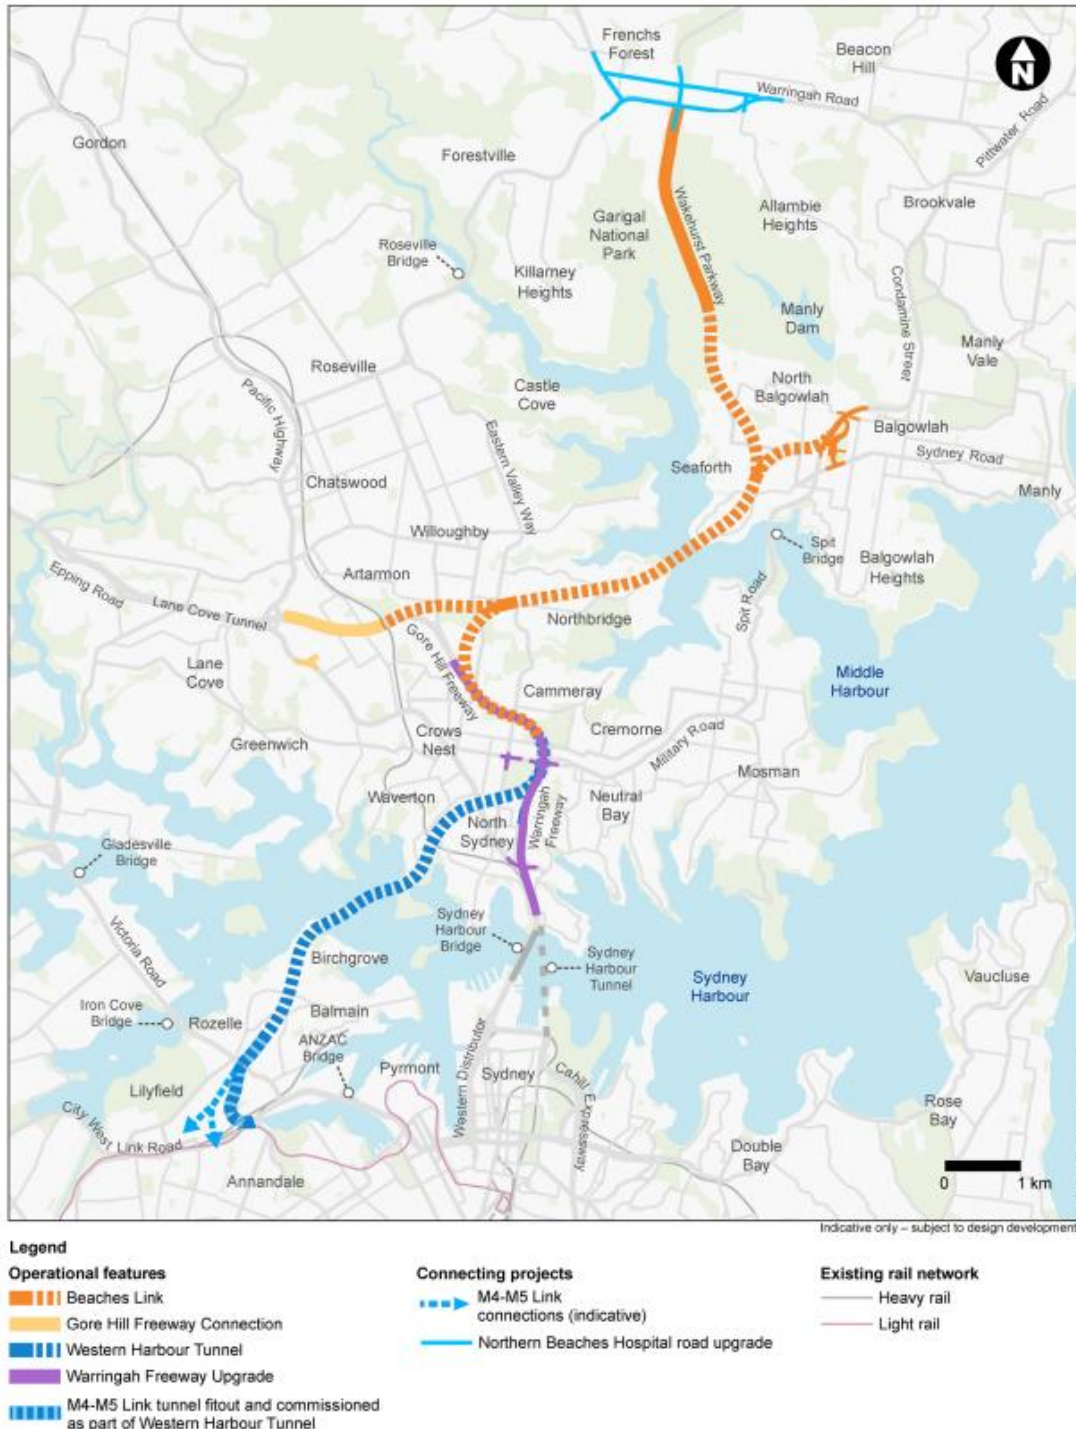 Frenchs
Forest
Beacon
Hill
N
Warringah Road
Pittwater Road
Gordon
Forestville
Wakehurst Parkway
Allambie
Heights
Brookvale
Garigal
National
Park
Roseville
Bridge
Killarney
Heights
Condamine Street
Manly
Dam
Manly
Vale
Roseville
Pacific Highway
Castle
Cove
North
Balgowlah
Eastern Valley Way
Balgowlah
Seaforth
Sydney Road
Chatswood
Manly
Willoughby
Spit
Bridge
Balgowlah
Heights
Epping Road
Artarmon
Lane Cove Tunnel
Spit Road
Northbridge
Gore Hill Freeway
Lane
Cove
Middle
Harbour
Cammeray
Crows
Nest
Cremorne
Military Road
Greenwich
Mosman
Waverton
Neutral
Bay
Warringah
Freeway
North
Sydney
Gladesville
Bridge
Victoria Road
Sydney
Harbour
Bridge
Sydney
Harbour
Tunnel
Birchgrove
Sydney
Harbour
Vaucluse
Iron Cove
Bridge
Rozelle
Balmain
ANZAC
Bridge
Pyrmont
Western Distributor
Sydney
Cahill Expressway
Lilyfield
City West
Link Road
Rose
Bay
Double
Bay
Annandale
0 1 km
Indicative only – subject to design development
Legend
Operational features
Beaches Link
Gore Hill Freeway Connection
Western Harbour Tunnel
Warringah Freeway Upgrade
M4-M5 Link tunnel fitout and commissioned
as part of Western Harbour Tunnel
Connecting projects
M4-M5 Link
connections (indicative)
Northern Beaches Hospital road upgrade
Existing rail network
Heavy rail
Light rail